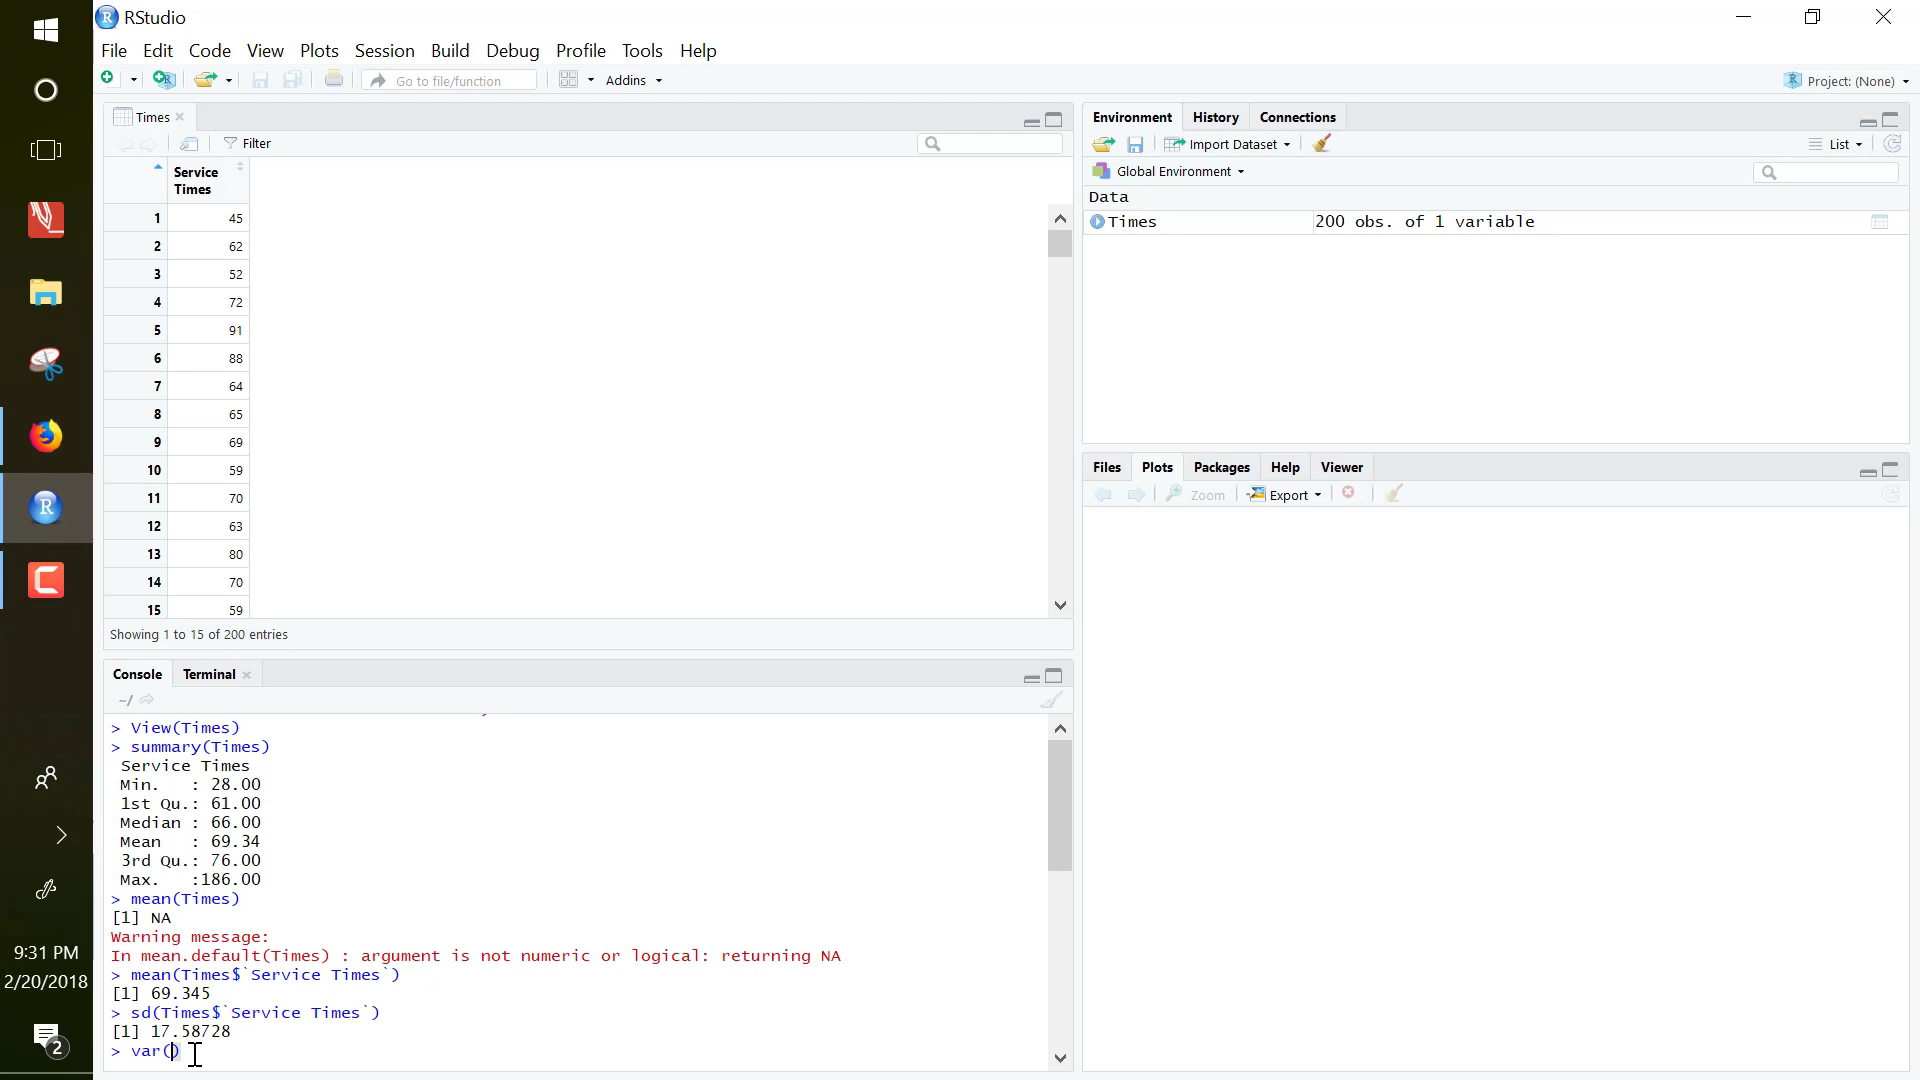 RStudio
File Edit Code View Plots Session Build Debug Profile Tools Help
Go to file/function Addins Project: (None)
Times
Filter
Service Times
1 45
2 62
3 52
4 72
5 91
6 88
7 64
8 65
9 69
10 59
11 70
12 63
13 80
14 70
15 59
Showing 1 to 15 of 200 entries
Console Terminal
~/
> View(Times)
> summary(Times)
Service Times
Min.   : 28.00
1st Qu.: 61.00
Median : 66.00
Mean   : 69.34
3rd Qu.: 76.00
Max.   :186.00
> mean(Times)
[1] NA
Warning message:
In mean.default(Times) : argument is not numeric or logical: returning NA
> mean(Times$`Service Times`)
[1] 69.345
> sd(Times$`Service Times`)
[1] 17.58728
> var()
Environment History Connections
Import Dataset List
Global Environment
Data
Times 200 obs. of 1 variable
Files Plots Packages Help Viewer
Zoom Export
9:31 PM
2/20/2018
2